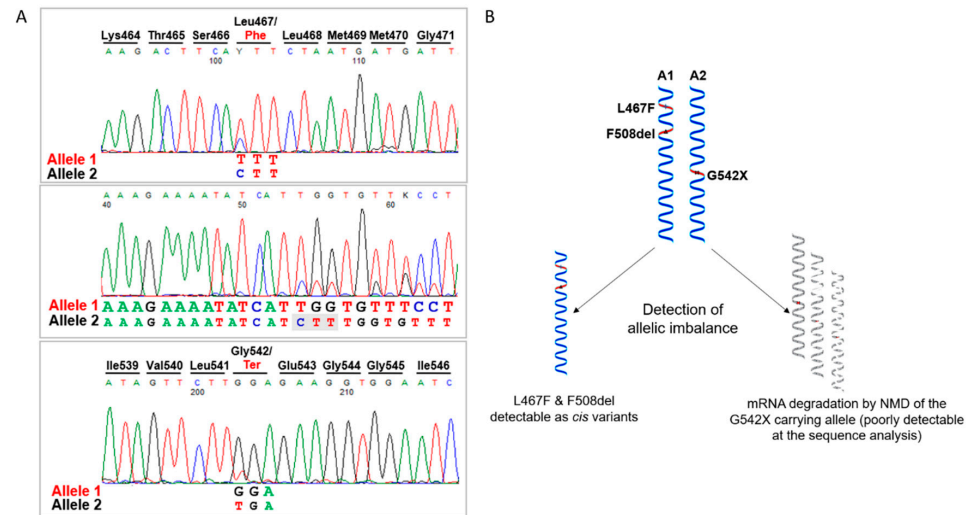 A
Leu467/
Lys464 Thr465 Ser466 Phe Leu468 Met469 Met470 Gly471
A A G A C T T C A Y T T C T A A T G A T G A T T
100 110
Allele 1 T T T
Allele 2 C T T
A A A G A A A A T A T C A T T G G T G T T K C C T
40 50 60
Allele 1 AAAGAAAATATCATTGGTGTTTCCT
Allele 2 AAAGAAAATATCATCTTTGGTGTTT
Gly542/
Ile539 Val540 Leu541 Ter Glu543 Gly544 Gly545 Ile546
A T A G T T C T T G G A G A A G G T G G A A T C
200 210
Allele 1 G G A
Allele 2 T G A
B
A1 A2
L467F
F508del
G542X
Detection of
allelic imbalance
L467F & F508del
detectable as cis variants
mRNA degradation by NMD of the
G542X carrying allele (poorly detectable
at the sequence analysis)